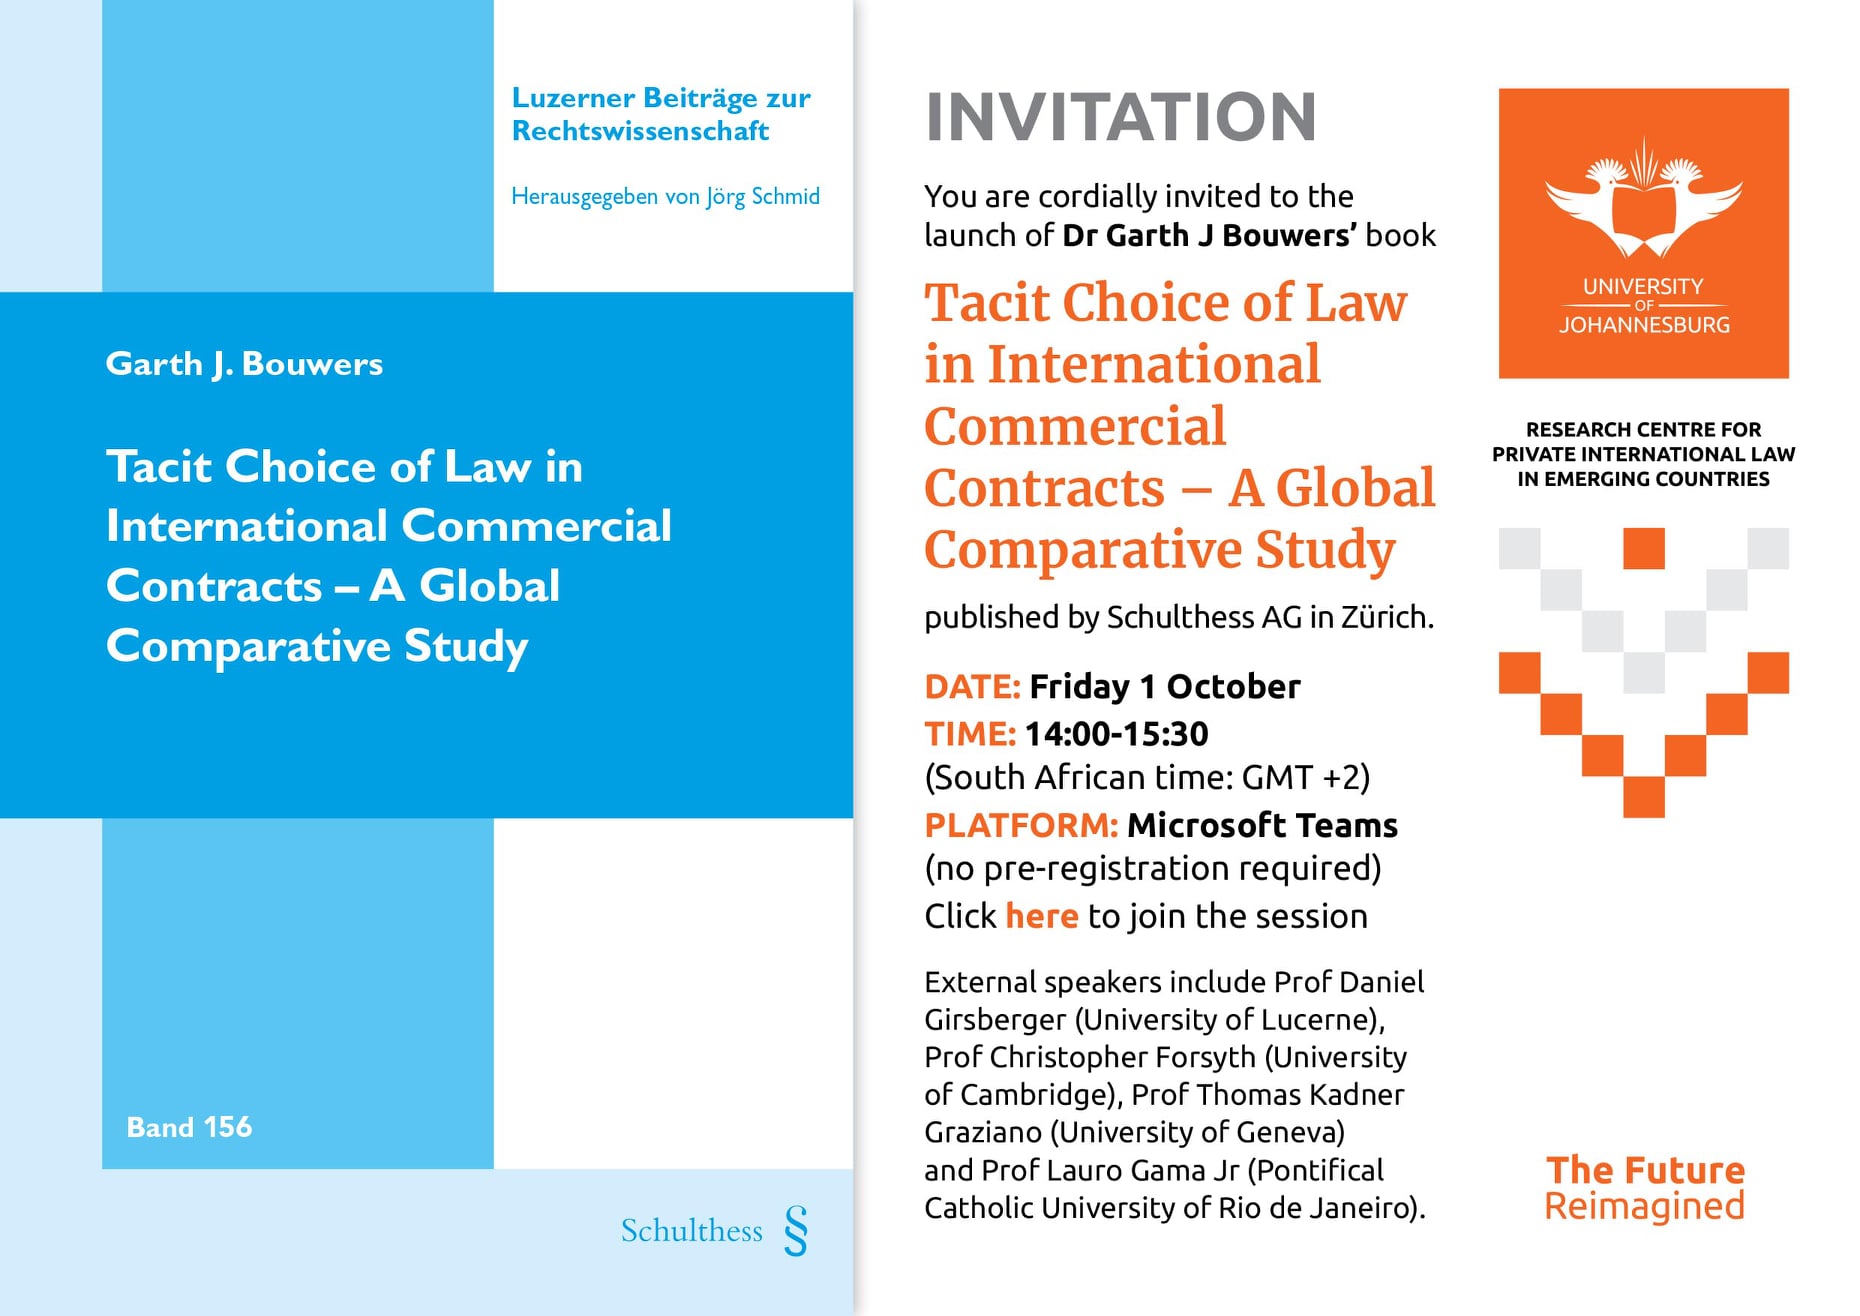 Luzerner Beiträge zur
Rechtswissenschaft
Herausgegeben von Jörg Schmid
Garth J. Bouwers
Tacit Choice of Law in
International Commercial
Contracts – A Global
Comparative Study
Band 156
Schulthess §
INVITATION
You are cordially invited to the
launch of Dr Garth J Bouwers’ book
Tacit Choice of Law
in International
Commercial
Contracts – A Global
Comparative Study
published by Schulthess AG in Zürich.
DATE: Friday 1 October
TIME: 14:00-15:30
(South African time: GMT +2)
PLATFORM: Microsoft Teams
(no pre-registration required)
Click here to join the session
External speakers include Prof Daniel
Girsberger (University of Lucerne),
Prof Christopher Forsyth (University
of Cambridge), Prof Thomas Kadner
Graziano (University of Geneva)
and Prof Lauro Gama Jr (Pontifical
Catholic University of Rio de Janeiro).
UNIVERSITY
OF
JOHANNESBURG
RESEARCH CENTRE FOR
PRIVATE INTERNATIONAL LAW
IN EMERGING COUNTRIES
The Future
Reimagined